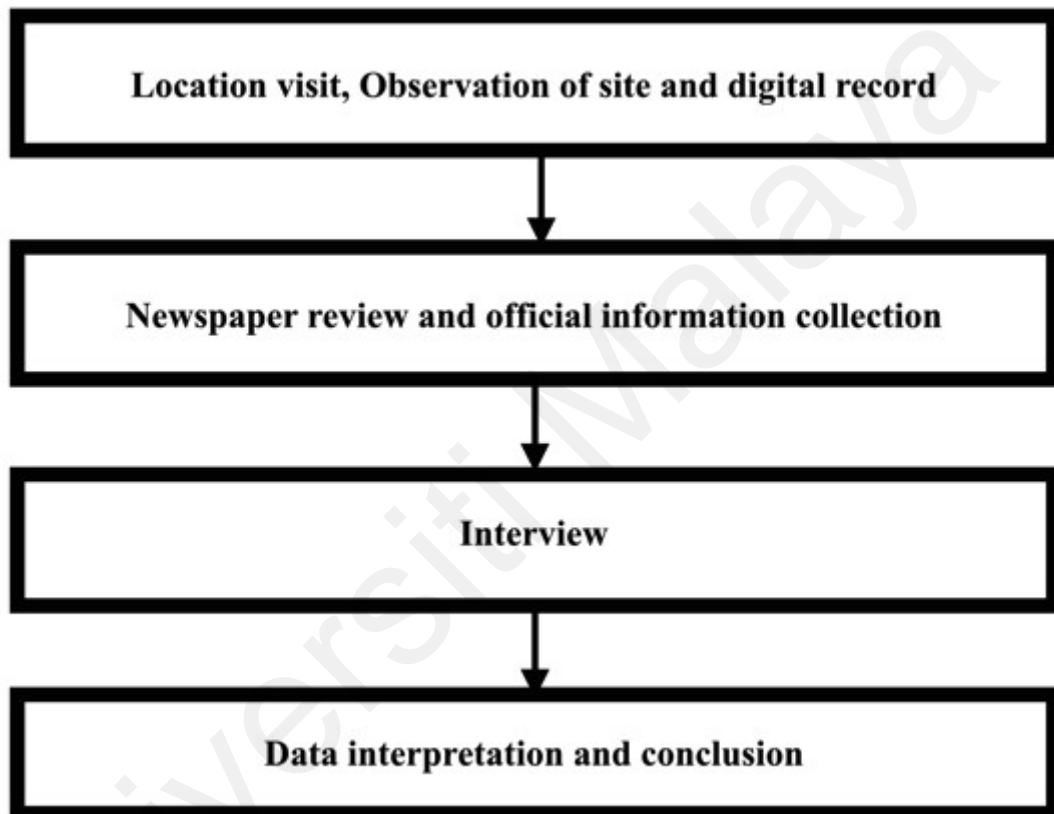 Location visit, Observation of site and digital record
Newspaper review and official information collection
Interview
Data interpretation and conclusion
versiti Malaya